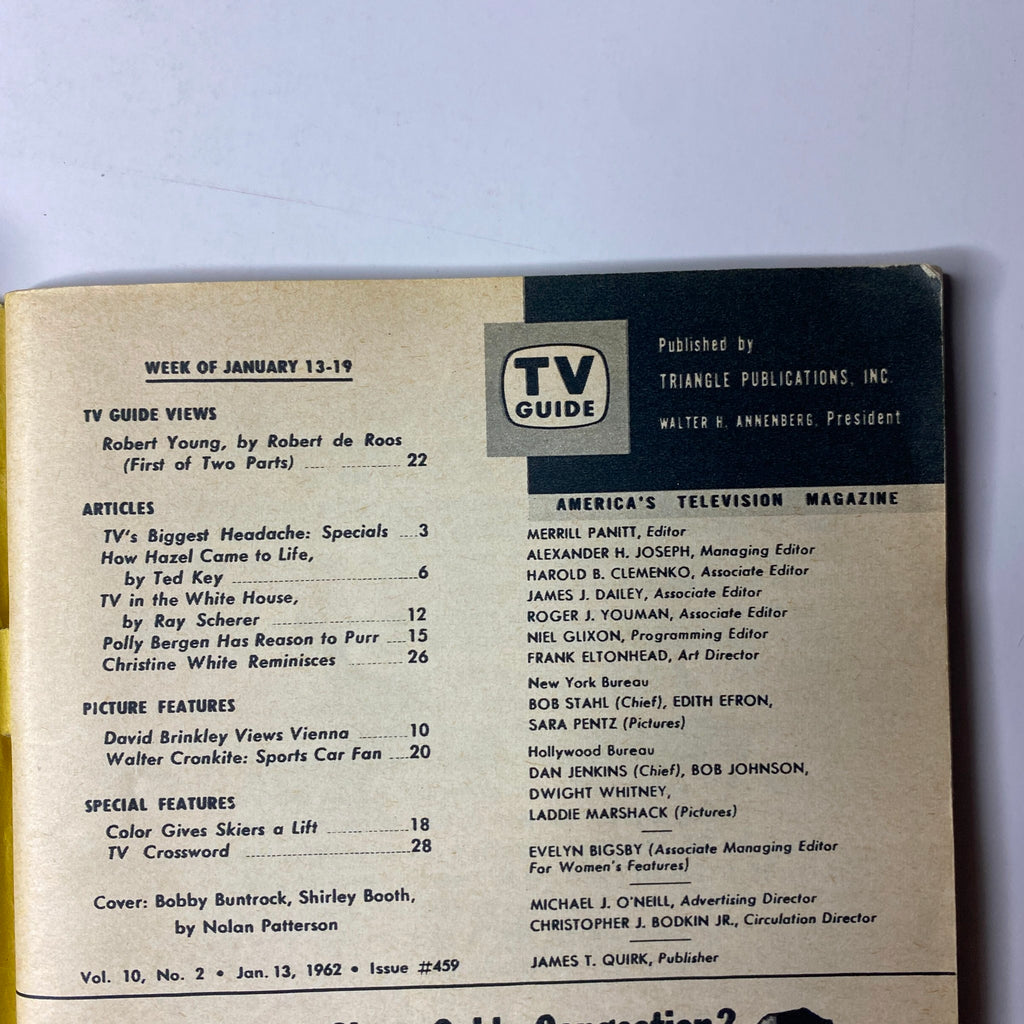 WEEK OF JANUARY 13-19
TV GUIDE VIEWS
Robert Young, by Robert de Roos
(First of Two Parts) 22
ARTICLES
TV's Biggest Headache: Specials 3
How Hazel Came to Life,
by Ted Key 6
TV in the White House,
by Ray Scherer 12
Polly Bergen Has Reason to Purr 15
Christine White Reminisces 26
PICTURE FEATURES
David Brinkley Views Vienna 10
Walter Cronkite: Sports Car Fan 20
SPECIAL FEATURES
Color Gives Skiers a Lift 18
TV Crossword 28
Cover: Bobby Buntrock, Shirley Booth,
by Nolan Patterson
Vol. 10, No. 2 • Jan. 13, 1962 • Issue #459
TV
GUIDE
Published by
TRIANGLE PUBLICATIONS, INC.
WALTER H. ANNENBERG, President
AMERICA'S TELEVISION MAGAZINE
MERRILL PANITT, Editor
ALEXANDER H. JOSEPH, Managing Editor
HAROLD B. CLEMENKO, Associate Editor
JAMES J. DAILEY, Associate Editor
ROGER J. YOUMAN, Associate Editor
NIEL GLIXON, Programming Editor
FRANK ELTONHEAD, Art Director
New York Bureau
BOB STAHL (Chief), EDITH EFRON,
SARA PENTZ (Pictures)
Hollywood Bureau
DAN JENKINS (Chief), BOB JOHNSON,
DWIGHT WHITNEY,
LADDIE MARSHACK (Pictures)
EVELYN BIGSBY (Associate Managing Editor
For Women's Features)
MICHAEL J. O'NEILL, Advertising Director
CHRISTOPHER J. BODKIN JR., Circulation Director
JAMES T. QUIRK, Publisher